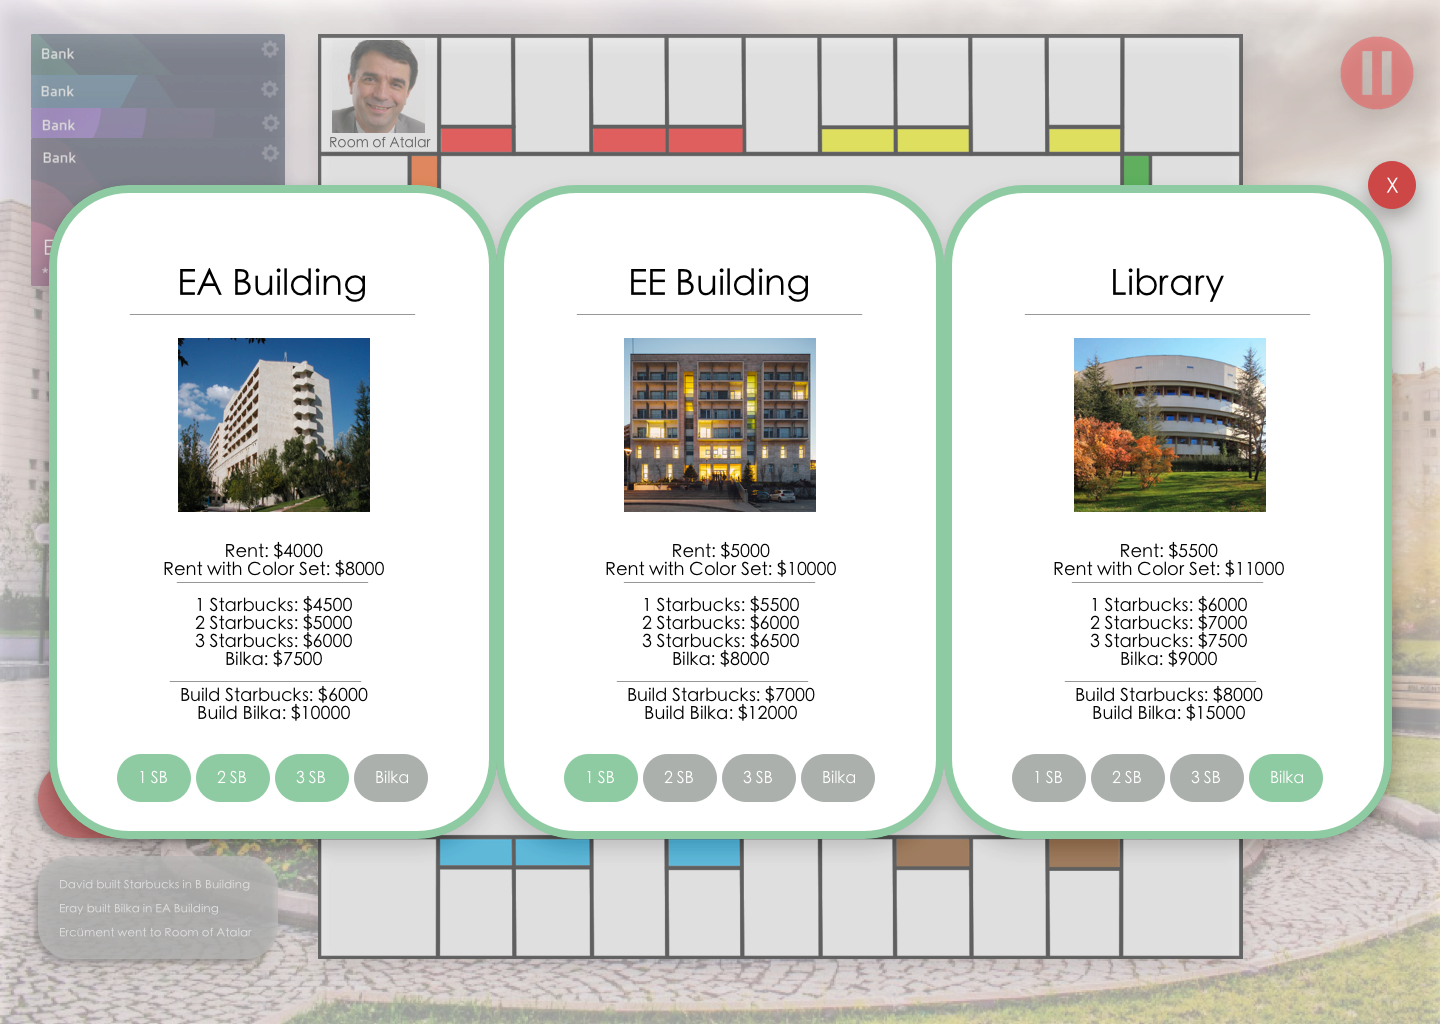 Bank
Bank
Bank
Bank
Room of Atalar
X
EA Building
Rent: $4000
Rent with Color Set: $8000
1 Starbucks: $4500
2 Starbucks: $5000
3 Starbucks: $6000
Bilka: $7500
Build Starbucks: $6000
Build Bilka: $10000
1 SB
2 SB
3 SB
Bilka
EE Building
Rent: $5000
Rent with Color Set: $10000
1 Starbucks: $5500
2 Starbucks: $6000
3 Starbucks: $6500
Bilka: $8000
Build Starbucks: $7000
Build Bilka: $12000
1 SB
2 SB
3 SB
Bilka
Library
Rent: $5500
Rent with Color Set: $11000
1 Starbucks: $6000
2 Starbucks: $7000
3 Starbucks: $7500
Bilka: $9000
Build Starbucks: $8000
Build Bilka: $15000
1 SB
2 SB
3 SB
Bilka
David built Starbucks in B Building
Eray built Bilka in EA Building
Ercüment went to Room of Atalar